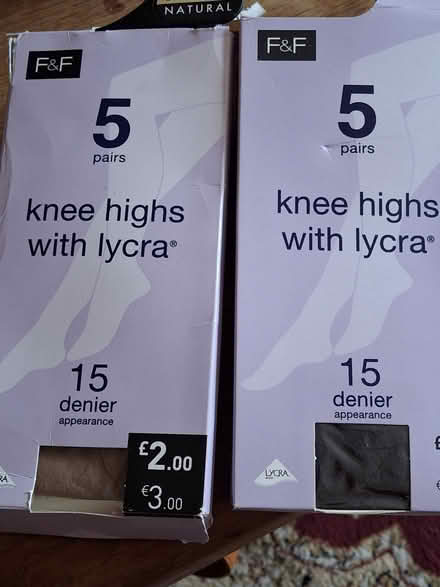 NATURAL
F&F
5
pairs
knee highs
with lycra®
15
denier
appearance
£2.00
€3.00
RA
F&F
5
pairs
knee highs
with lycra®
15
denier
appearance
LYCRA
£
€